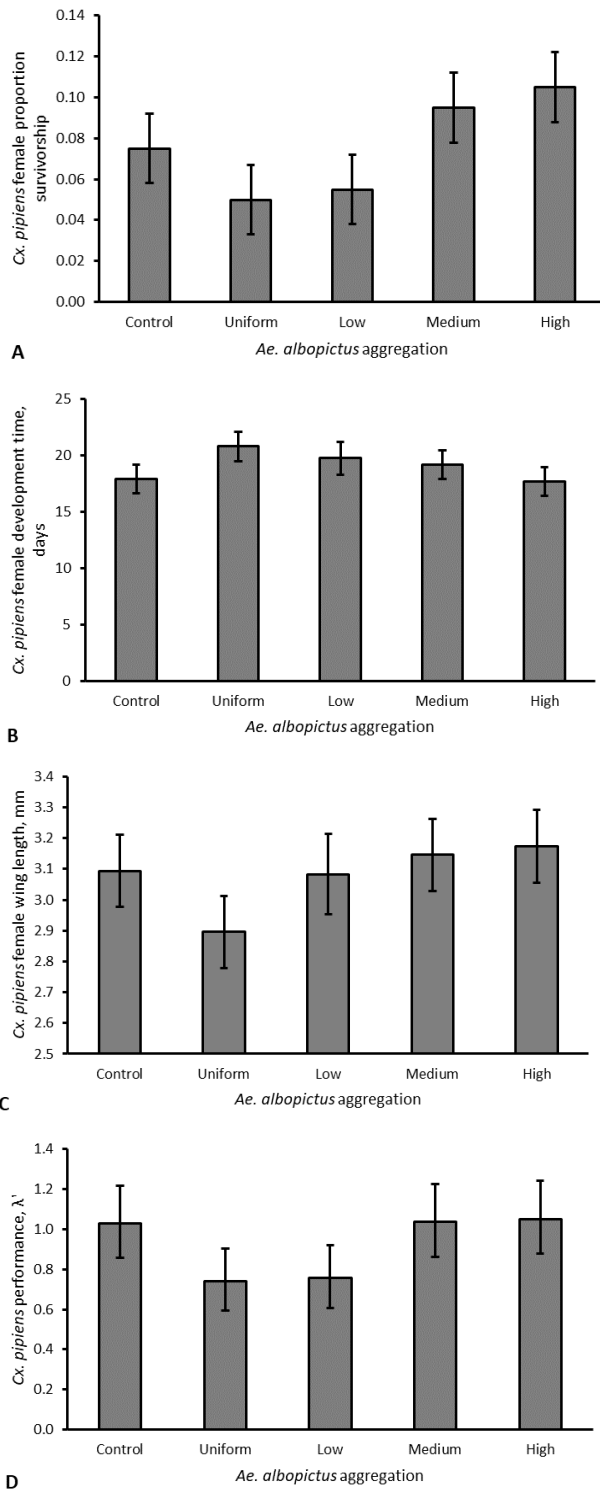 Cx. pipiens female proportion
survivorship
0.14
0.12
0.10
0.08
0.06
0.04
0.02
0.00
Control Uniform Low Medium High
Ae. albopictus aggregation
A
Cx. pipiens female development time,
days
25
20
15
10
5
0
Control Uniform Low Medium High
Ae. albopictus aggregation
B
Cx. pipiens female wing length, mm
3.4
3.3
3.2
3.1
3.0
2.9
2.8
2.7
2.6
2.5
Control Uniform Low Medium High
Ae. albopictus aggregation
C
Cx. pipiens performance, λ'
1.4
1.2
1.0
0.8
0.6
0.4
0.2
0.0
Control Uniform Low Medium High
Ae. albopictus aggregation
D